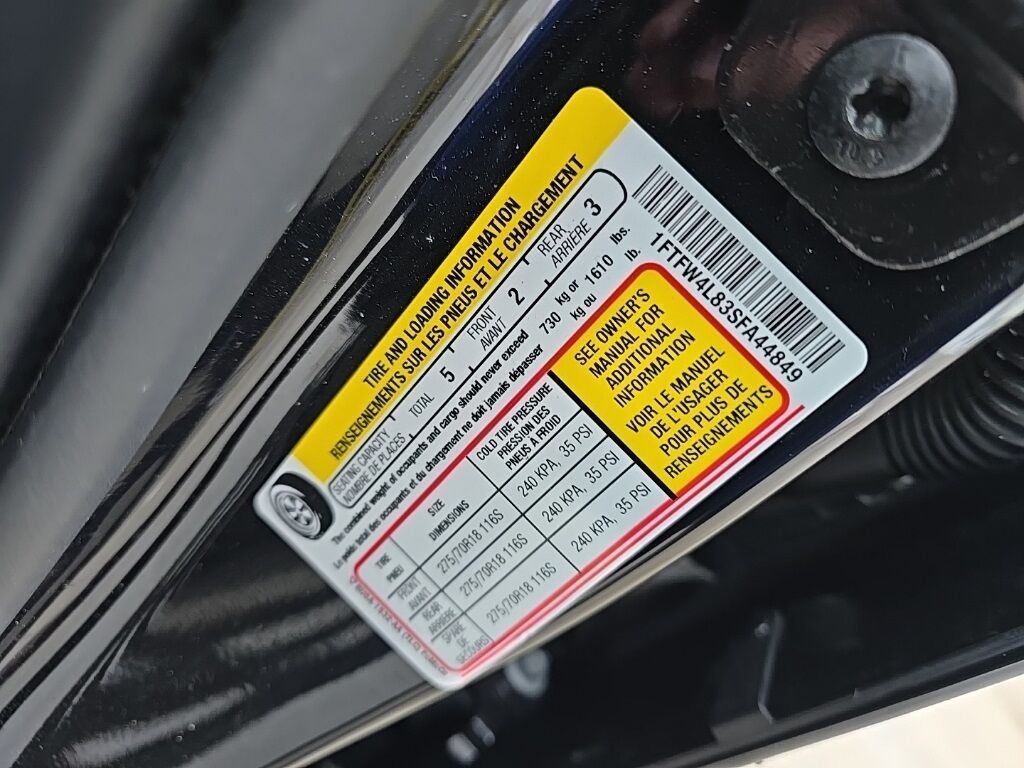 TIRE AND LOADING INFORMATION
RENSEIGNEMENTS SUR LES PNEUS ET LE CHARGEMENT
SEATING CAPACITY
NOMBRE DE PLACES
TOTAL 5
FRONT
AVANT 2
REAR
ARRIÈRE 3
The combined weight of occupants and cargo should never exceed 730 kg or 1610 lbs.
Le poids total des occupants et du chargement ne doit jamais dépasser kg ou lb.
TIRE
PNEU
SIZE
DIMENSIONS
COLD TIRE PRESSURE
PRESSION DES
PNEUS A FROID
FRONT
AVANT
275/70R18 116S
240 KPA, 35 PSI
REAR
ARRIÈRE
275/70R18 116S
240 KPA, 35 PSI
SPARE
DE
SECOURS
275/70R18 116S
240 KPA, 35 PSI
SEE OWNER'S
MANUAL FOR
ADDITIONAL
INFORMATION
VOIR LE MANUEL
DE L'USAGER
POUR PLUS DE
RENSEIGNEMENTS
1FTFW4L83SFA44849